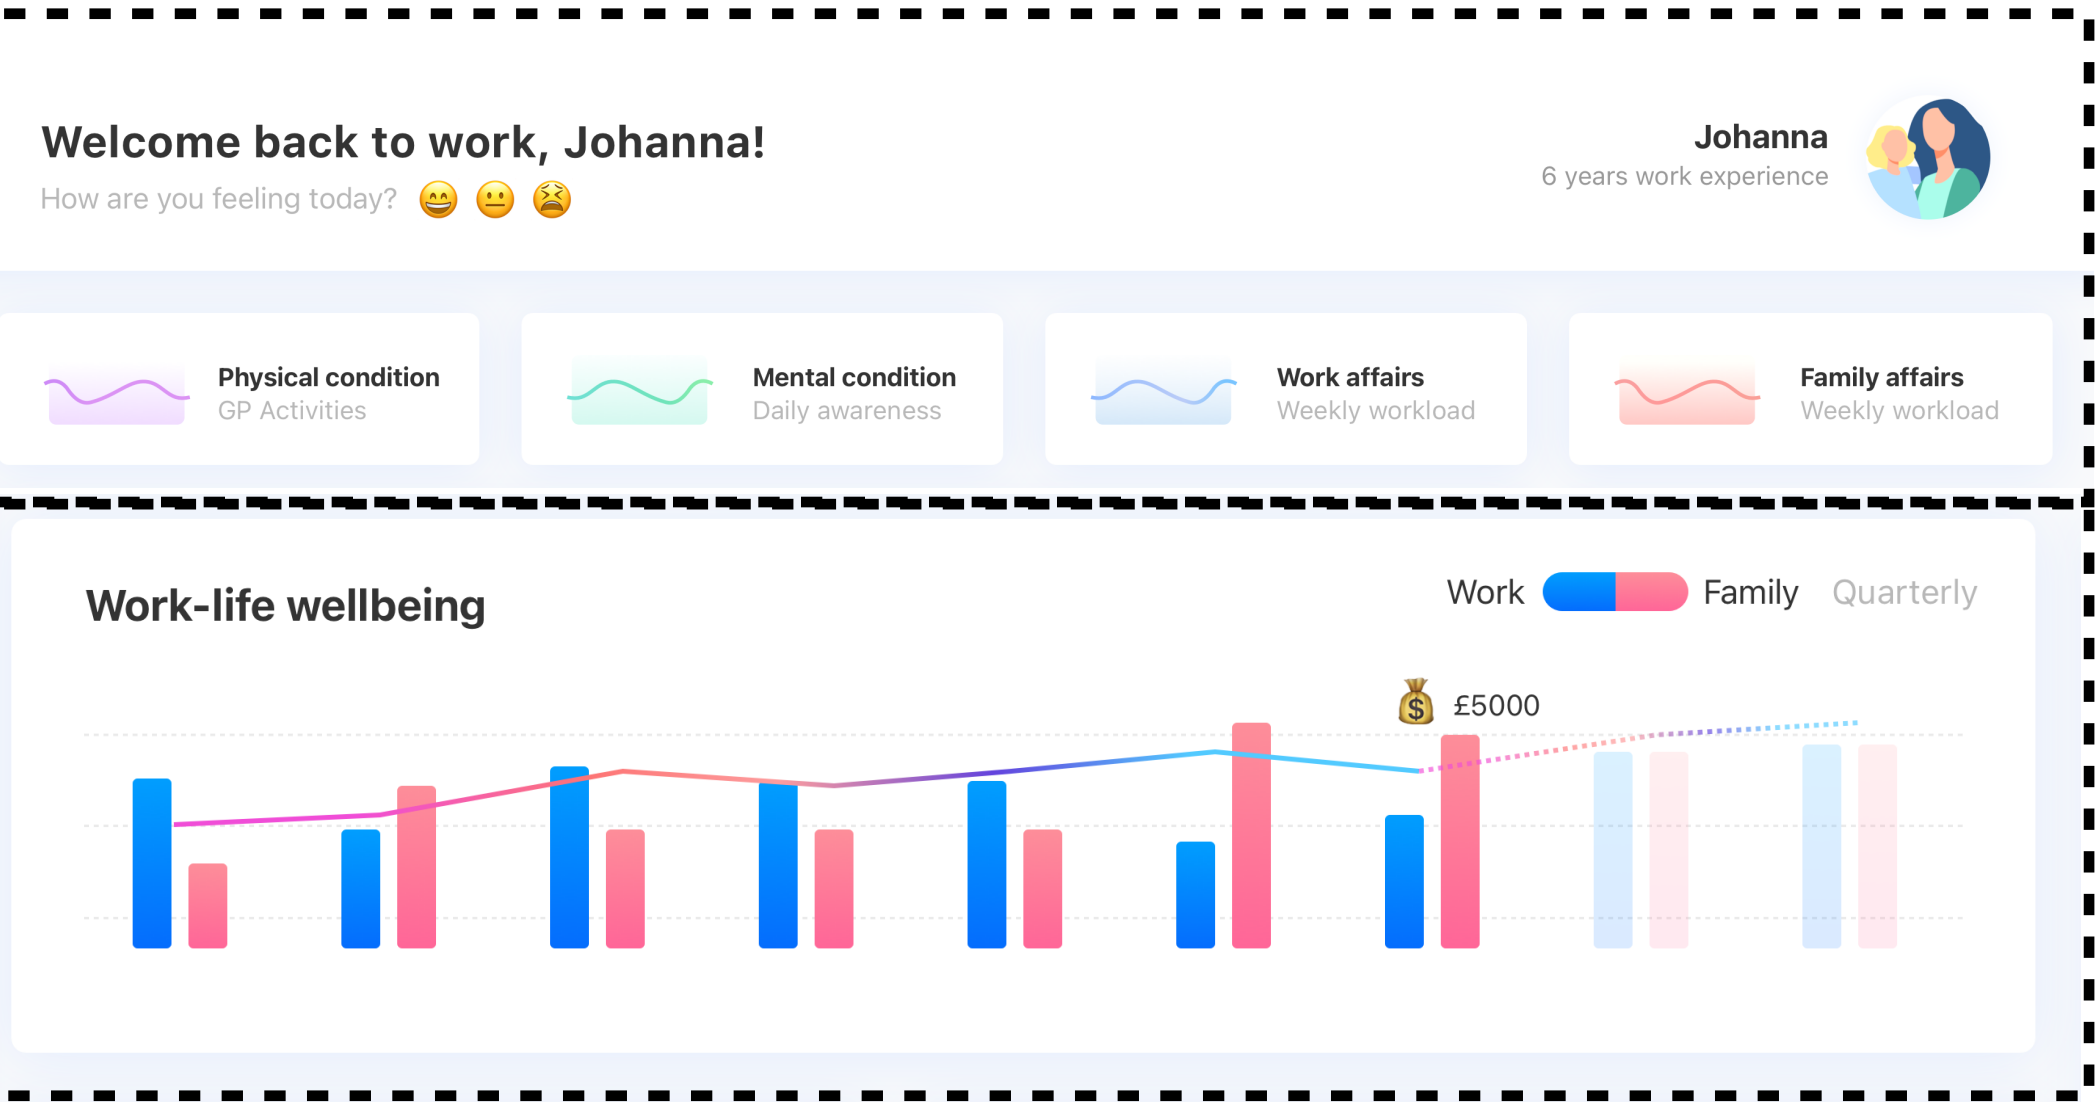 Welcome back to work, Johanna!
How are you feeling today? 😄 😐 😫
Johanna
6 years work experience
Physical condition
GP Activities
Mental condition
Daily awareness
Work affairs
Weekly workload
Family affairs
Weekly workload
Work-life wellbeing
Work Family Quarterly
💰 £5000